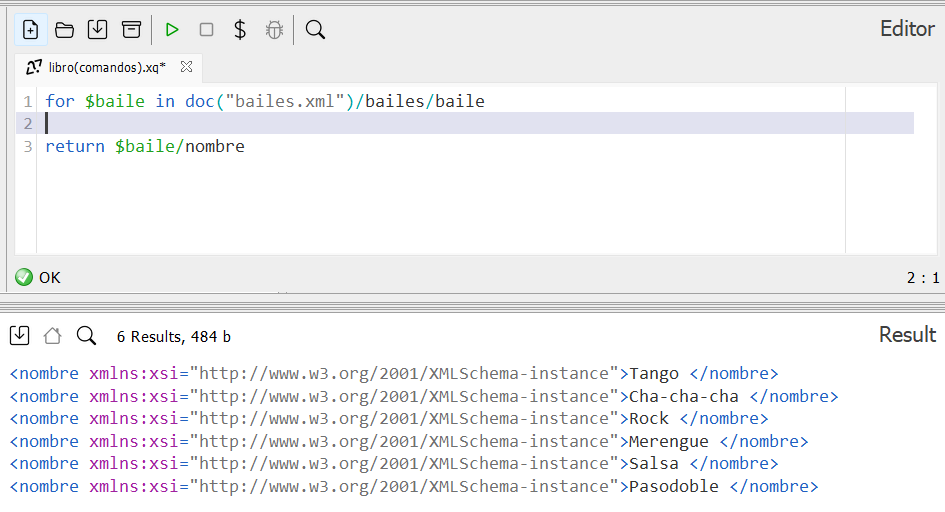 Editor
libro(comandos).xq*
1 for $baile in doc("bailes.xml")/bailes/baile
2
3 return $baile/nombre
OK 2 : 1
6 Results, 484 b Result
<nombre xmlns:xsi="http://www.w3.org/2001/XMLSchema-instance">Tango </nombre>
<nombre xmlns:xsi="http://www.w3.org/2001/XMLSchema-instance">Cha-cha-cha </nombre>
<nombre xmlns:xsi="http://www.w3.org/2001/XMLSchema-instance">Rock </nombre>
<nombre xmlns:xsi="http://www.w3.org/2001/XMLSchema-instance">Merengue </nombre>
<nombre xmlns:xsi="http://www.w3.org/2001/XMLSchema-instance">Salsa </nombre>
<nombre xmlns:xsi="http://www.w3.org/2001/XMLSchema-instance">Pasodoble </nombre>